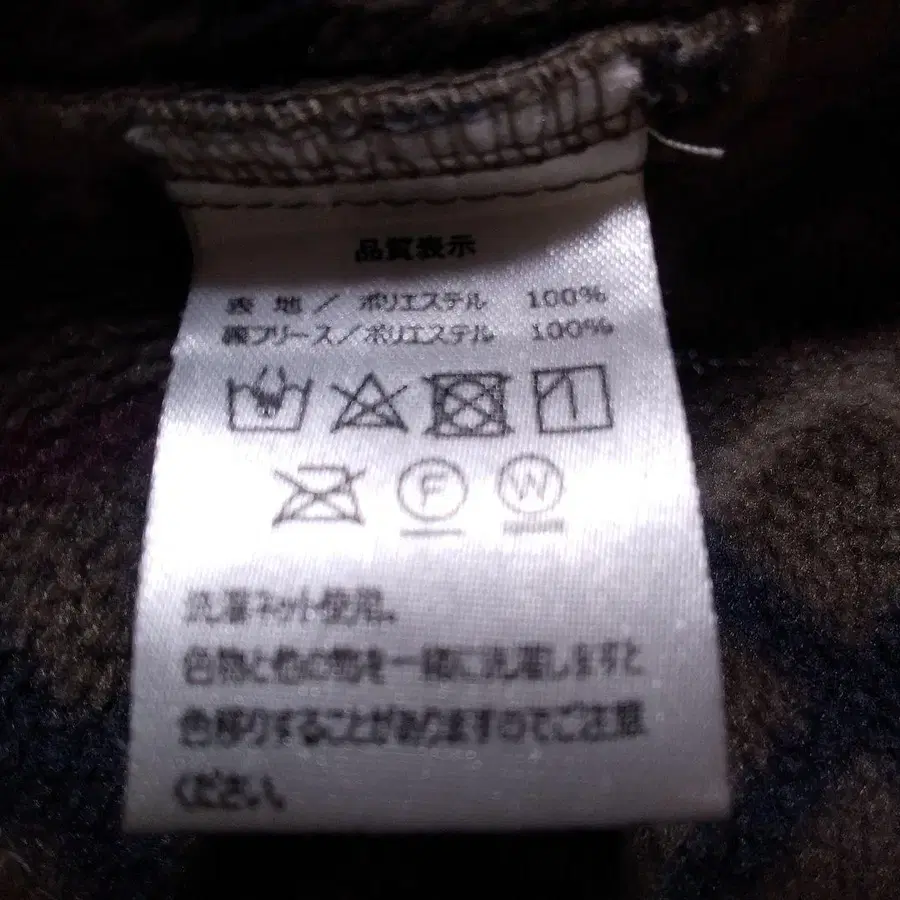 品質表示
表 地／ ポリエステル 100%
裏フリース／ポリエステル 100%
F W
洗濯ネット使用。
色物と他の物を一緒に洗濯しますと
色移りすることがありますのでご注意
ください。